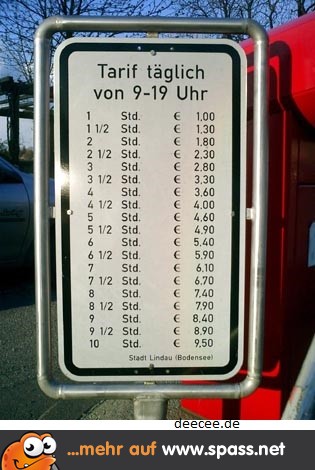 Tarif täglich
von 9-19 Uhr
1 Std. € 1,00
1 1/2 Std. € 1,30
2 Std. € 1,80
2 1/2 Std. € 2,30
3 Std. € 2,80
3 1/2 Std. € 3,30
4 Std. € 3,60
4 1/2 Std. € 4,00
5 Std. € 4,60
5 1/2 Std. € 4,90
6 Std. € 5,40
6 1/2 Std. € 5,90
7 Std. € 6,10
7 1/2 Std. € 6,70
8 Std. € 7,40
8 1/2 Std. € 7,90
9 Std. € 8,40
9 1/2 Std. € 8,90
10 Std. € 9,50
Stadt Lindau (Bodensee)
deecee.de
...mehr auf www.spass.net